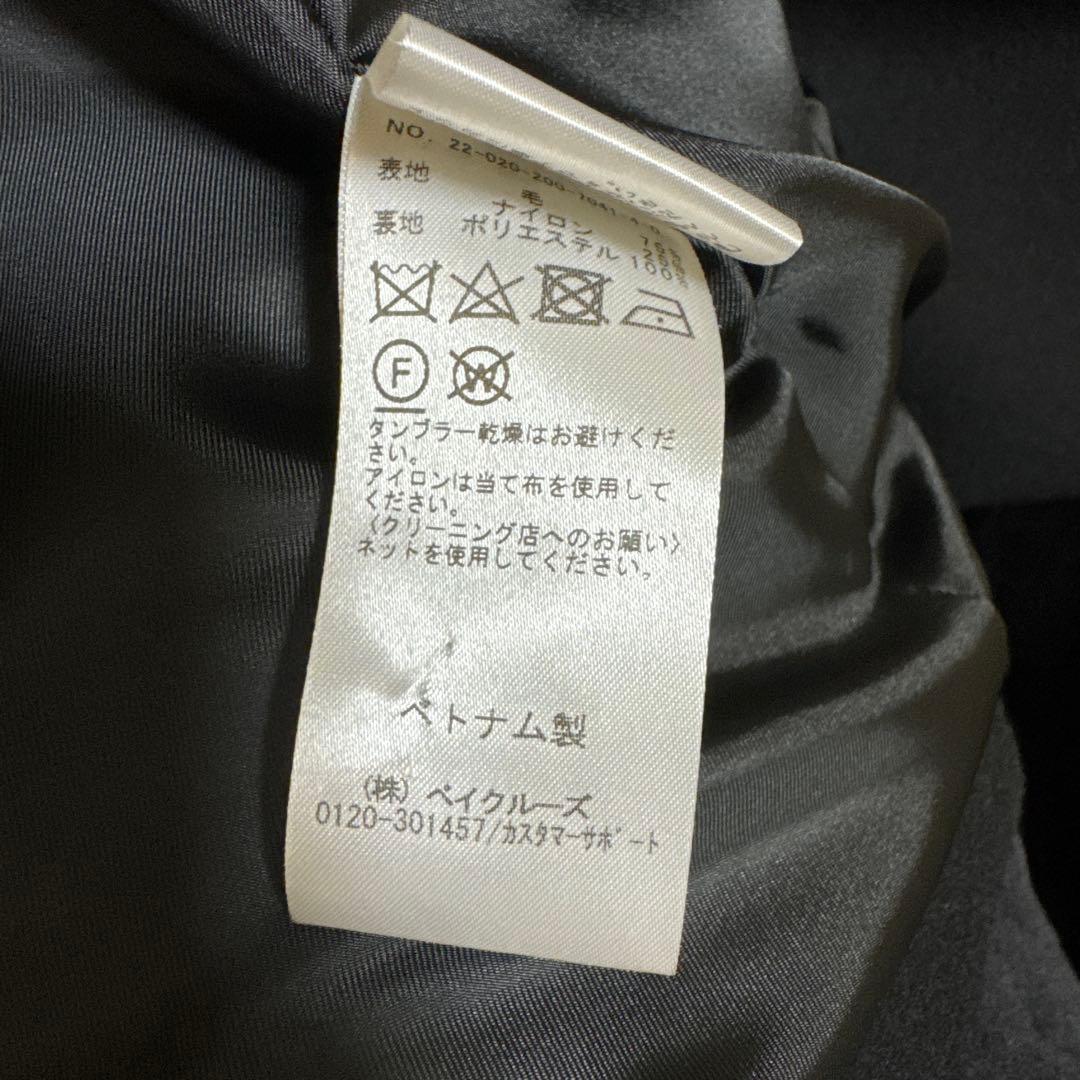 NO. 22-020-200-7041-4-0
表地 毛
ナイロン
裏地 ポリエステル 100
F
W
タンブラー乾燥はお避けくだ
さい。
アイロンは当て布を使用して
ください。
〈クリーニング店へのお願い〉
ネットを使用してください。
ベトナム製
(株) ベイクルーズ
0120-301457/カスタマーサポート